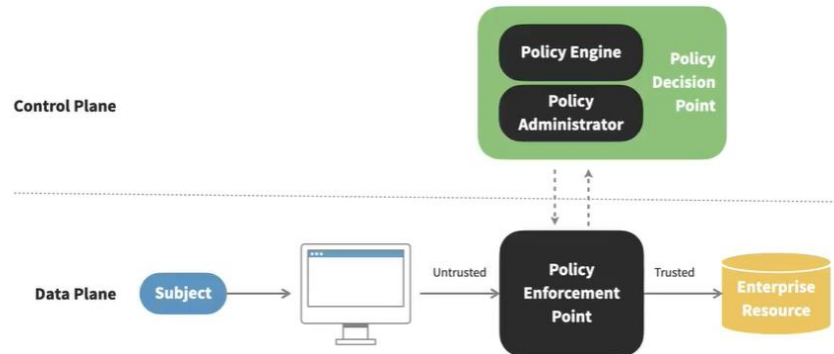 Policy Engine
Policy
Administrator
Policy
Decision
Point
Control Plane
Data Plane
Subject
Untrusted
Policy
Enforcement
Point
Trusted
Enterprise
Resource